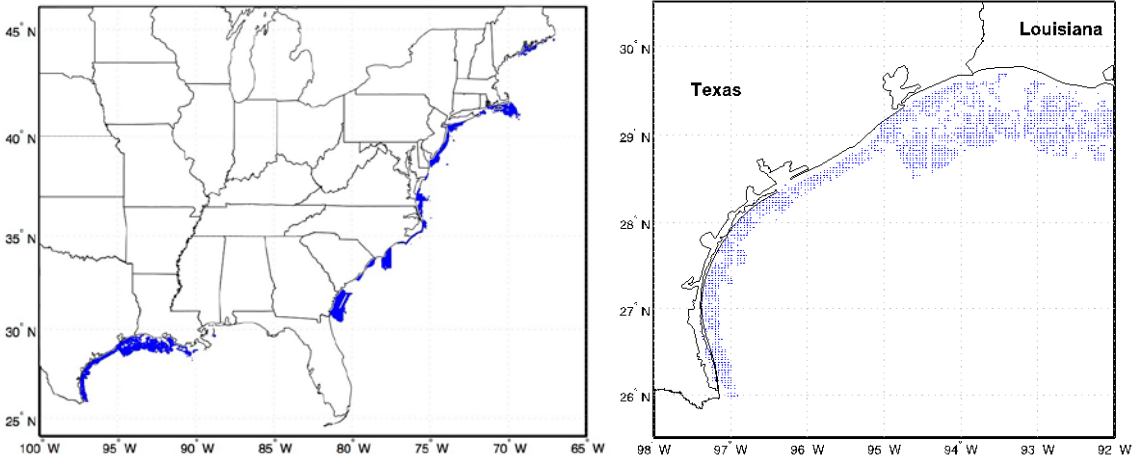 45° N
40° N
35° N
30° N
25° N
100° W
95° W
90° W
85° W
80° W
75° W
70° W
65° W
Louisiana
Texas
30° N
29° N
28° N
27° N
26° N
98° W
97° W
96° W
95° W
94° W
93° W
92° W